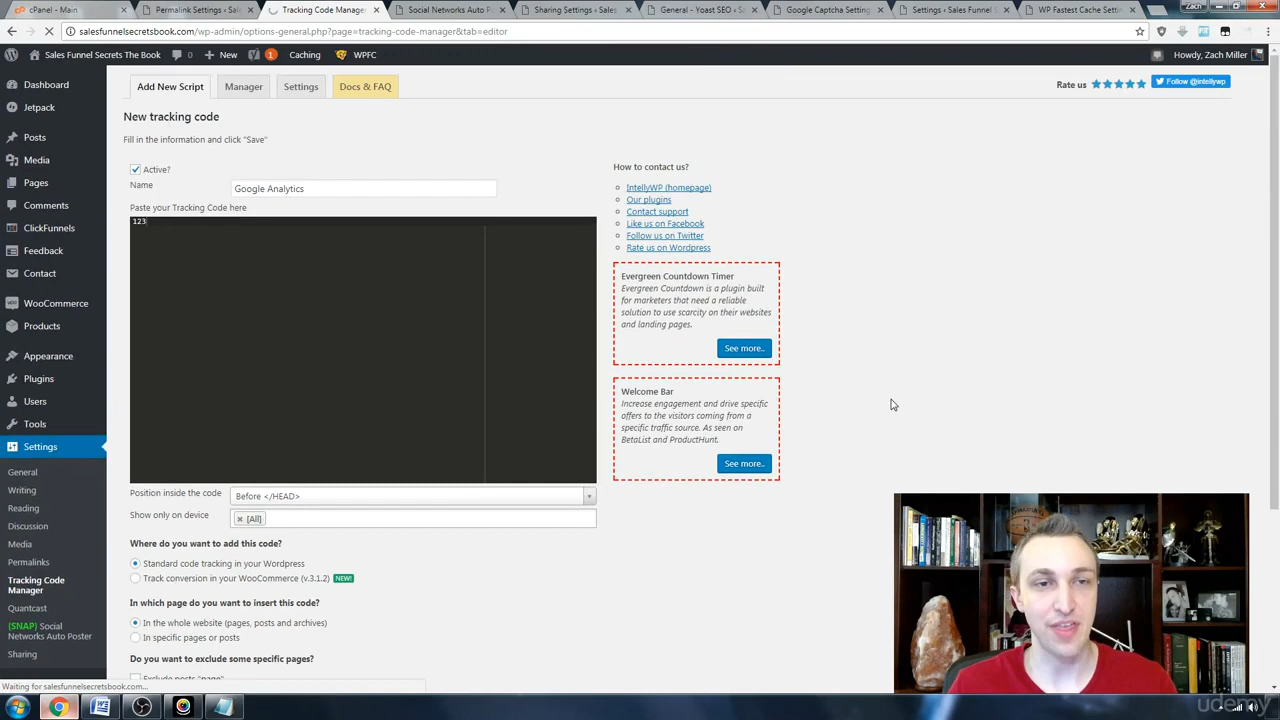 cPanel - Main
Permalink Settings ‹ Sales
Tracking Code Manager
Social Networks Auto Po
Sharing Settings ‹ Sales
General - Yoast SEO ‹ S
Google Captcha Setting
Settings ‹ Sales Funnel S
WP Fastest Cache Settin
Zach
salesfunnelsecretsbook.com/wp-admin/options-general.php?page=tracking-code-manager&tab=editor
Sales Funnel Secrets The Book
0
New
1
Caching
WPFC
Howdy, Zach Miller
Dashboard
Jetpack
Posts
Media
Pages
Comments
ClickFunnels
Feedback
Contact
WooCommerce
Products
Appearance
Plugins
Users
Tools
Settings
General
Writing
Reading
Discussion
Media
Permalinks
Tracking Code
Manager
Quantcast
(SNAP) Social
Networks Auto Poster
Sharing
Add New Script
Manager
Settings
Docs & FAQ
Rate us
Follow @intellywp
New tracking code
Fill in the information and click "Save"
Active?
Name
Google Analytics
Paste your Tracking Code here
123
Position inside the code
Before </HEAD>
Show only on device
[All]
Where do you want to add this code?
Standard code tracking in your Wordpress
Track conversion in your WooCommerce (v.3.1.2)
NEW!
In which page do you want to insert this code?
In the whole website (pages, posts and archives)
In specific pages or posts
Do you want to exclude some specific pages?
Exclude posts "page"
How to contact us?
IntellyWP (homepage)
Our plugins
Contact support
Like us on Facebook
Follow us on Twitter
Rate us on Wordpress
Evergreen Countdown Timer
Evergreen Countdown is a plugin built
for marketers that need a reliable
solution to use scarcity on their websites
and landing pages.
See more..
Welcome Bar
Increase engagement and drive specific
offers to the visitors coming from a
specific traffic source. As seen on
BetaList and ProductHunt.
See more..
Waiting for salesfunnelsecretsbook.com...
udemy